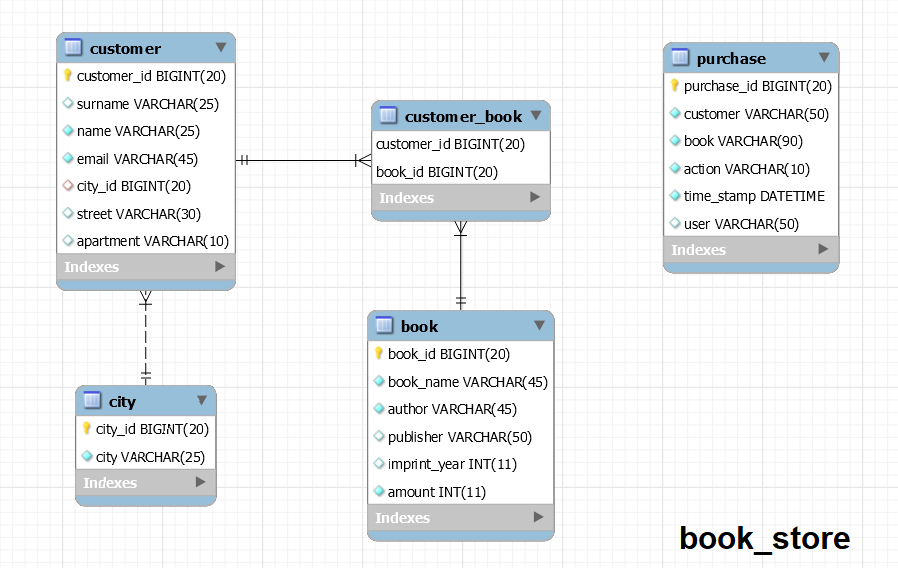 customer
customer_id BIGINT(20)
surname VARCHAR(25)
name VARCHAR(25)
email VARCHAR(45)
city_id BIGINT(20)
street VARCHAR(30)
apartment VARCHAR(10)
Indexes
customer_book
customer_id BIGINT(20)
book_id BIGINT(20)
Indexes
purchase
purchase_id BIGINT(20)
customer VARCHAR(50)
book VARCHAR(90)
action VARCHAR(10)
time_stamp DATETIME
user VARCHAR(50)
Indexes
city
city_id BIGINT(20)
city VARCHAR(25)
Indexes
book
book_id BIGINT(20)
book_name VARCHAR(45)
author VARCHAR(45)
publisher VARCHAR(50)
imprint_year INT(11)
amount INT(11)
Indexes
book_store